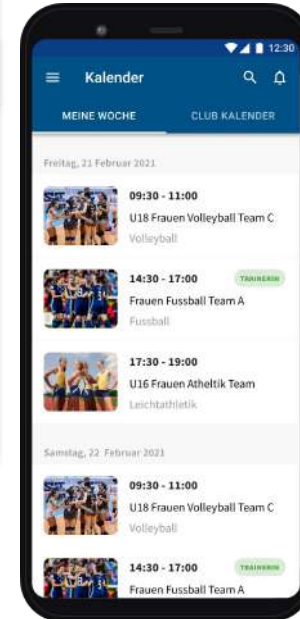 12:30
Kalender
MEINE WOCHE
CLUB KALENDER
Freitag, 21 Februar 2021
09:30 - 11:00
U18 Frauen Volleyball Team C
Volleyball
14:30 - 17:00
TRAINERIN
Frauen Fussball Team A
Fussball
17:30 - 19:00
U16 Frauen Atheltik Team
Leichtathletik
Samstag, 22 Februar 2021
09:30 - 11:00
U18 Frauen Volleyball Team C
Volleyball
14:30 - 17:00
TRAINERIN
Frauen Fussball Team A